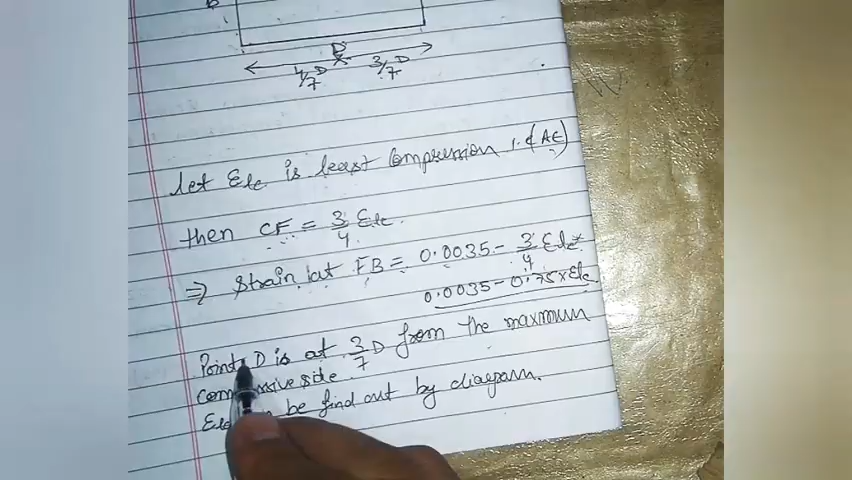 B
D
4/7 D 3/7 D
Let εlc is least Compression i.e (AE)
then CF = 3/4 εlc.
⇒ Strain at FB = 0.0035 - 3/4 εlc
0.0035 - 0.75 × εlc
Point D is at 3/7 D from the maximum
compressive side
be find out by diagram.